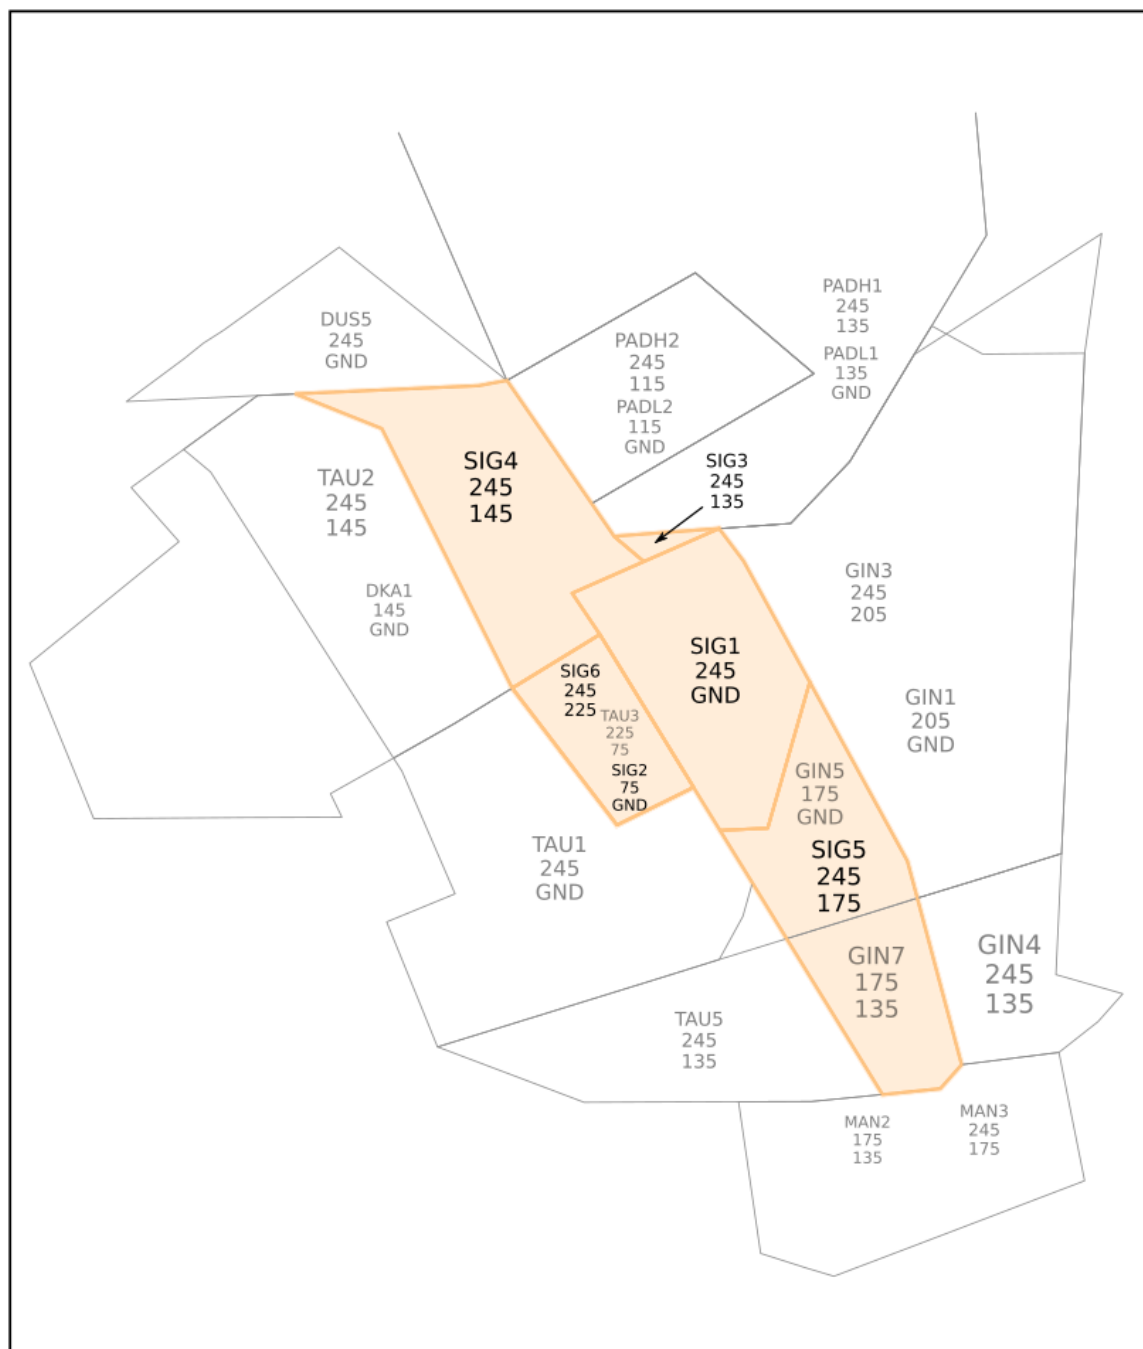 PADH1
245
135
PADL1
135
GND
DUS5
245
GND
PADH2
245
115
PADL2
115
GND
SIG4
245
145
SIG3
245
135
TAU2
245
145
DKA1
145
GND
GIN3
245
205
SIG1
245
GND
SIG6
245
225
TAU3
225
75
SIG2
75
GND
GIN1
205
GND
GIN5
175
GND
SIG5
245
175
TAU1
245
GND
GIN7
175
135
GIN4
245
135
TAU5
245
135
MAN2
175
135
MAN3
245
175